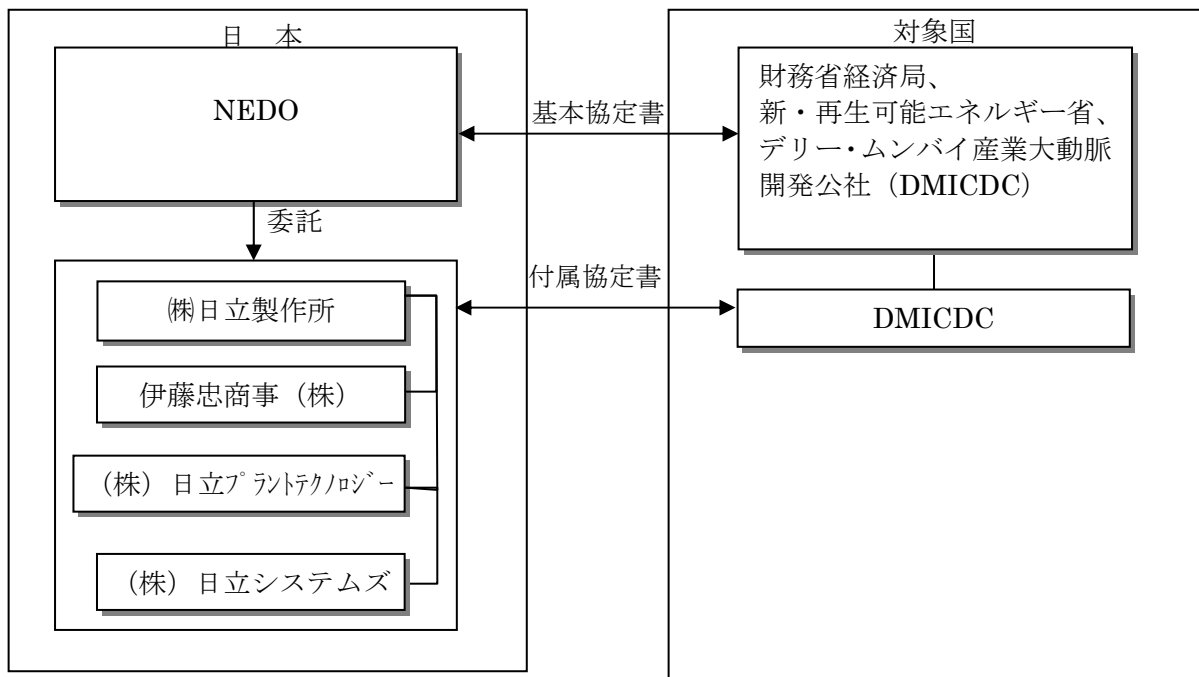 日 本
NEDO
委託
㈱日立製作所
伊藤忠商事（株）
（株）日立ﾌﾟﾗﾝﾄﾃｸﾉﾛｼﾞｰ
（株）日立システムズ
基本協定書
付属協定書
対象国
財務省経済局、
新・再生可能エネルギー省、
デリー・ムンバイ産業大動脈
開発公社（DMICDC）
DMICDC